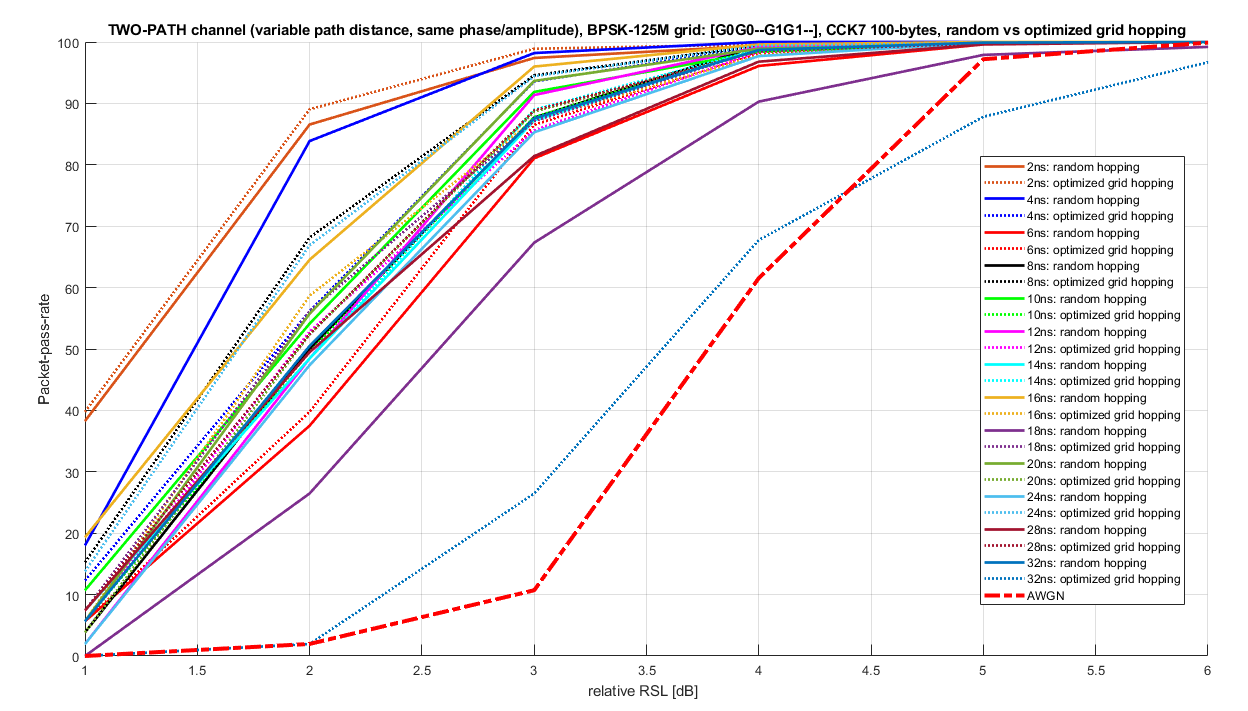 TWO-PATH channel (variable path distance, same phase/amplitude), BPSK-125M grid: [G0G0--G1G1--], CCK7 100-bytes, random vs optimized grid hopping
Packet-pass-rate
100
90
80
70
60
50
40
30
20
10
0
1 1.5 2 2.5 3 3.5 4 4.5 5 5.5 6
relative RSL [dB]
2ns: random hopping
2ns: optimized grid hopping
4ns: random hopping
4ns: optimized grid hopping
6ns: random hopping
6ns: optimized grid hopping
8ns: random hopping
8ns: optimized grid hopping
10ns: random hopping
10ns: optimized grid hopping
12ns: random hopping
12ns: optimized grid hopping
14ns: random hopping
14ns: optimized grid hopping
16ns: random hopping
16ns: optimized grid hopping
18ns: random hopping
18ns: optimized grid hopping
20ns: random hopping
20ns: optimized grid hopping
24ns: random hopping
24ns: optimized grid hopping
28ns: random hopping
28ns: optimized grid hopping
32ns: random hopping
32ns: optimized grid hopping
AWGN